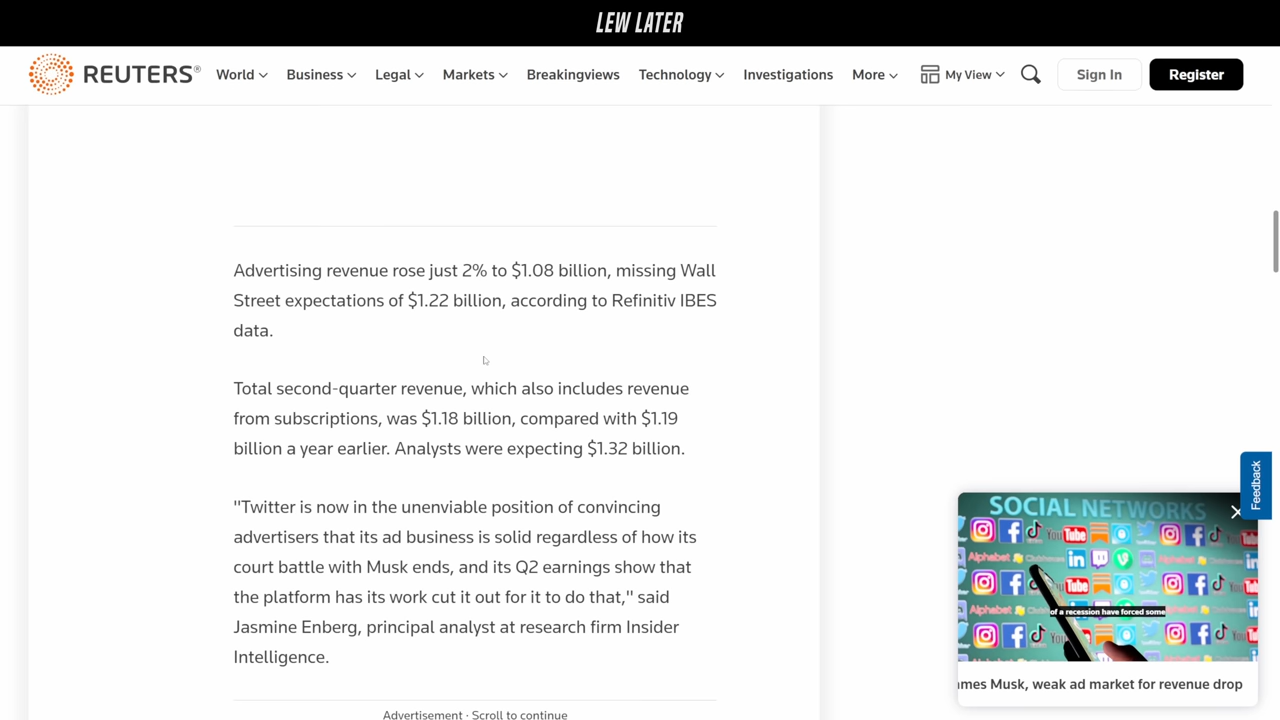 LEW LATER
REUTERS®
World
Business
Legal
Markets
Breakingviews
Technology
Investigations
More
My View
Sign In
Register
Advertising revenue rose just 2% to $1.08 billion, missing Wall
Street expectations of $1.22 billion, according to Refinitiv IBES
data.
Total second-quarter revenue, which also includes revenue
from subscriptions, was $1.18 billion, compared with $1.19
billion a year earlier. Analysts were expecting $1.32 billion.
"Twitter is now in the unenviable position of convincing
advertisers that its ad business is solid regardless of how its
court battle with Musk ends, and its Q2 earnings show that
the platform has its work cut it out for it to do that," said
Jasmine Enberg, principal analyst at research firm Insider
Intelligence.
Advertisement · Scroll to continue
Feedback
SOCIAL NETWORKS
YouTube
Alphabet
of a recession have forced some
Alphabet
ames Musk, weak ad market for revenue drop